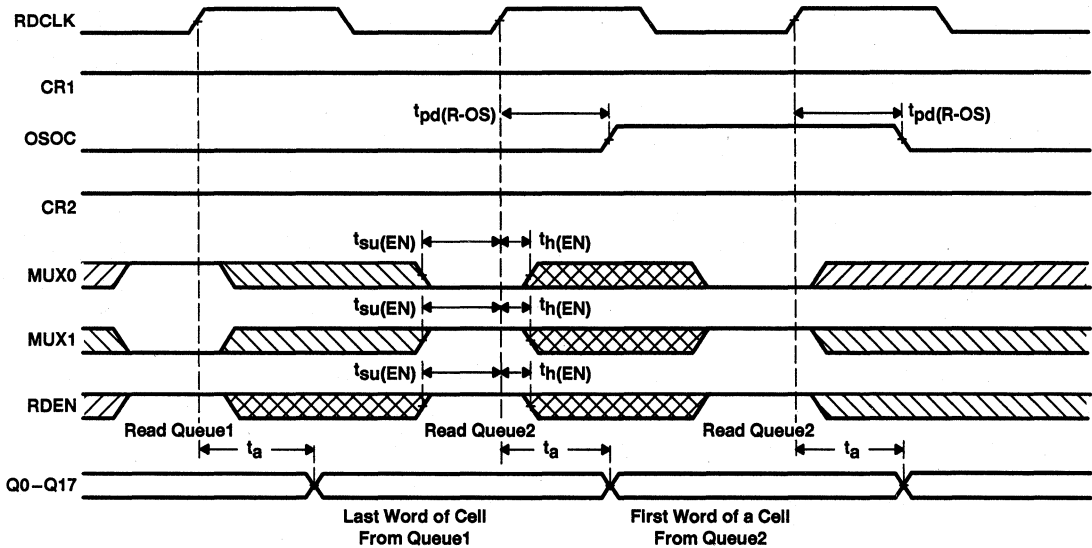 RDCLK
CR1
tpd(R-OS) tpd(R-OS)
OSOC
CR2
tsu(EN) th(EN)
MUX0
tsu(EN) th(EN)
MUX1
tsu(EN) th(EN)
RDEN
Read Queue1 Read Queue2 Read Queue2
ta ta ta
Q0–Q17
Last Word of Cell First Word of a Cell
From Queue1 From Queue2